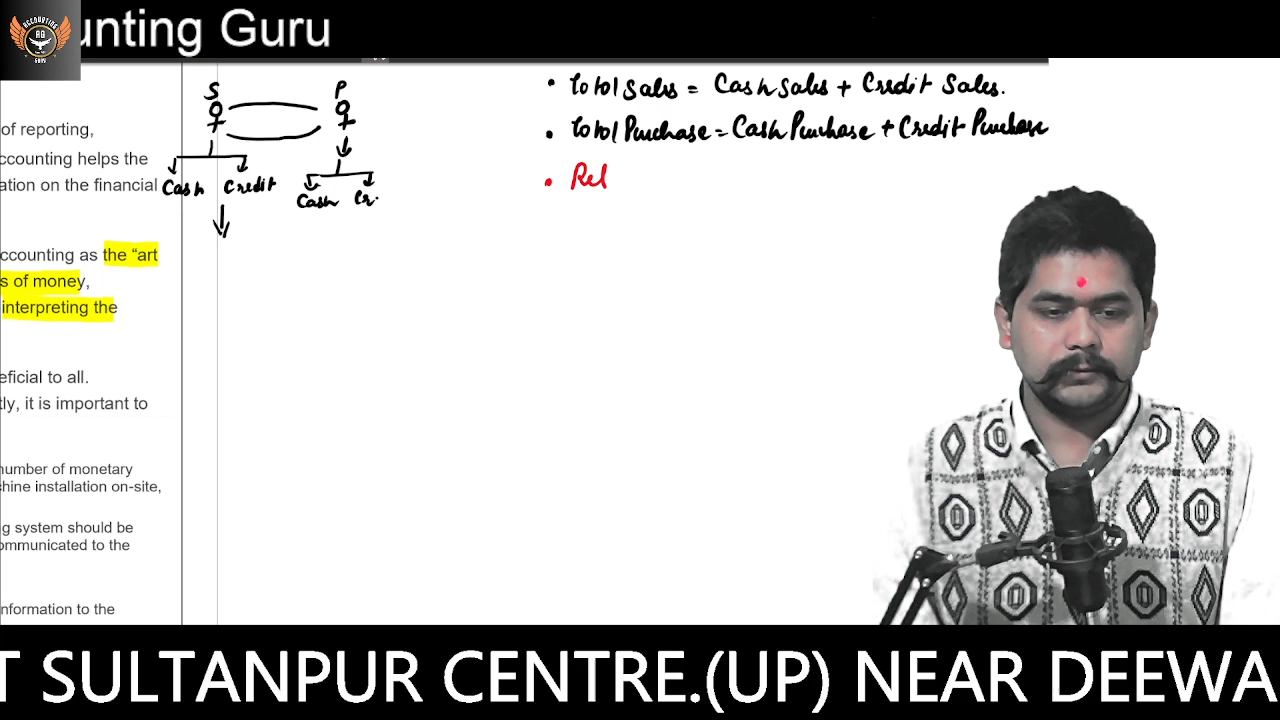 unting Guru
ACCOUNTING
AG
of reporting,
ccounting helps the
ation on the financial
ccounting as the “art
s of money,
interpreting the
eficial to all.
tly, it is important to
number of monetary
chine installation on-site,
g system should be
ommunicated to the
nformation to the
S
P
Cash
Credit
Cash
Cr.
• Total Sales = Cash Sales + Credit Sales.
• Total Purchase = Cash Purchase + Credit Purchase
• Rel
T SULTANPUR CENTRE.(UP) NEAR DEEWA